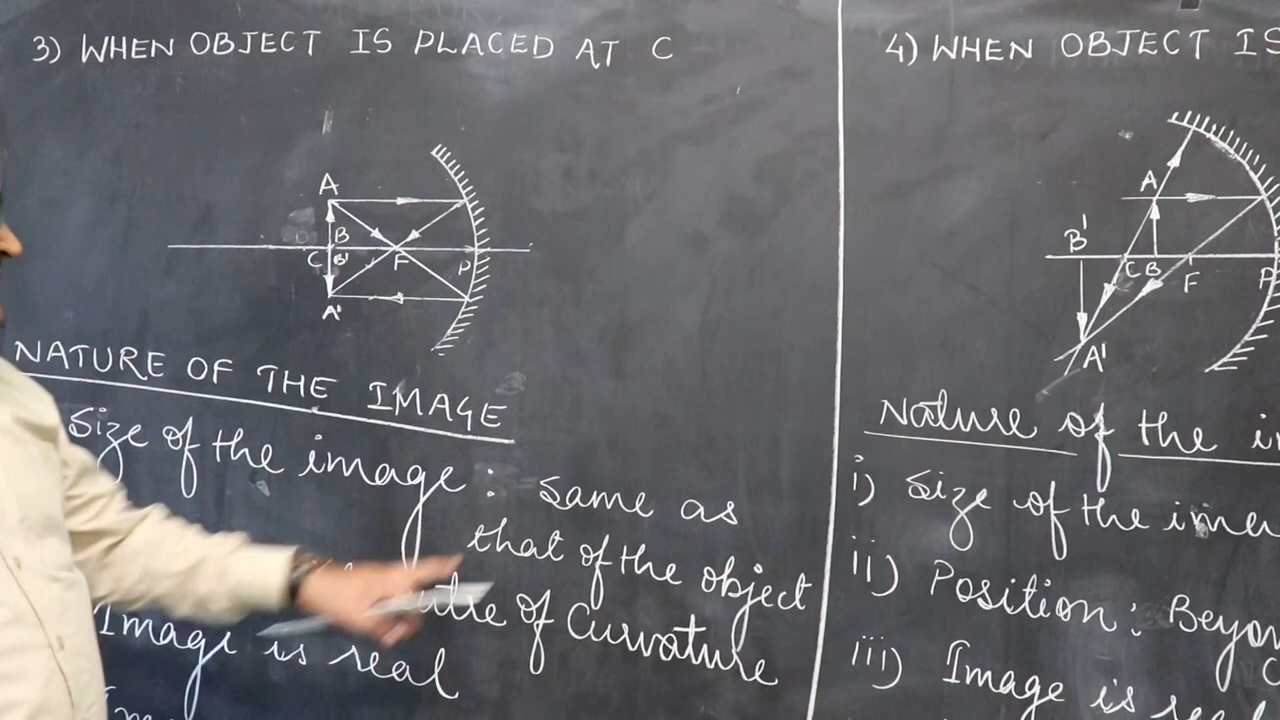 3) WHEN OBJECT IS PLACED AT C
A
B
C B' F P
A'
NATURE OF THE IMAGE
Size of the image : Same as
that of the object
of Curvature
Image is real
4) WHEN OBJECT IS
A
B'
C B F P
A'
Nature of the
i) Size of the
ii) Position : Beyon
iii) Image is real